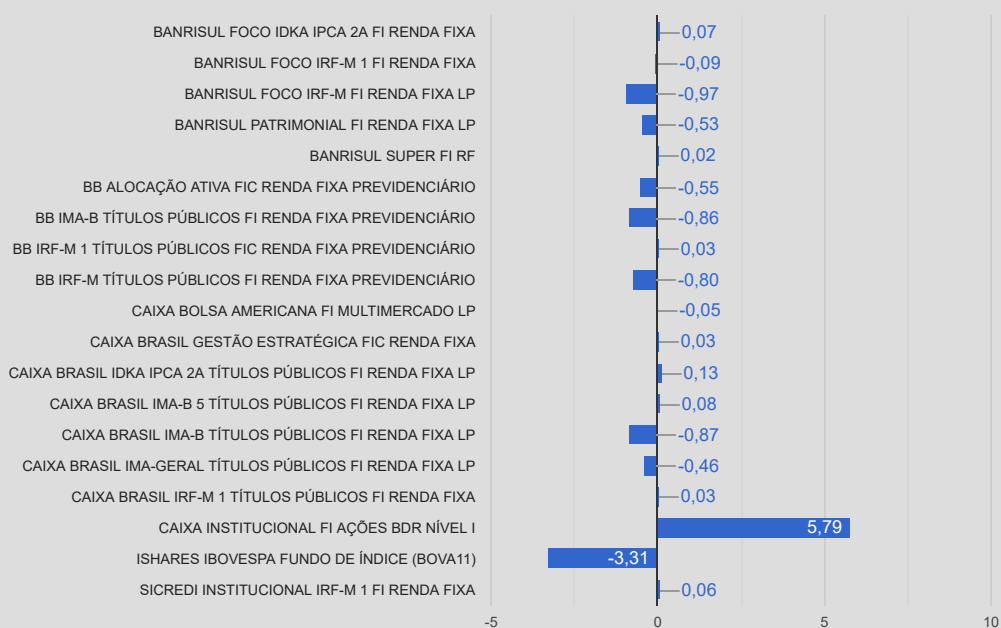 BANRISUL FOCO IDKA IPCA 2A FI RENDA FIXA 0,07
BANRISUL FOCO IRF-M 1 FI RENDA FIXA -0,09
BANRISUL FOCO IRF-M FI RENDA FIXA LP -0,97
BANRISUL PATRIMONIAL FI RENDA FIXA LP -0,53
BANRISUL SUPER FI RF 0,02
BB ALOCAÇÃO ATIVA FIC RENDA FIXA PREVIDENCIÁRIO -0,55
BB IMA-B TÍTULOS PÚBLICOS FI RENDA FIXA PREVIDENCIÁRIO -0,86
BB IRF-M 1 TÍTULOS PÚBLICOS FIC RENDA FIXA PREVIDENCIÁRIO 0,03
BB IRF-M TÍTULOS PÚBLICOS FI RENDA FIXA PREVIDENCIÁRIO -0,80
CAIXA BOLSA AMERICANA FI MULTIMERCADO LP -0,05
CAIXA BRASIL GESTÃO ESTRATÉGICA FIC RENDA FIXA 0,03
CAIXA BRASIL IDKA IPCA 2A TÍTULOS PÚBLICOS FI RENDA FIXA LP 0,13
CAIXA BRASIL IMA-B 5 TÍTULOS PÚBLICOS FI RENDA FIXA LP 0,08
CAIXA BRASIL IMA-B TÍTULOS PÚBLICOS FI RENDA FIXA LP -0,87
CAIXA BRASIL IMA-GERAL TÍTULOS PÚBLICOS FI RENDA FIXA LP -0,46
CAIXA BRASIL IRF-M 1 TÍTULOS PÚBLICOS FI RENDA FIXA 0,03
CAIXA INSTITUCIONAL FI AÇÕES BDR NÍVEL I 5,79
ISHARES IBOVESPA FUNDO DE ÍNDICE (BOVA11) -3,31
SICREDI INSTITUCIONAL IRF-M 1 FI RENDA FIXA 0,06
-5 0 5 10